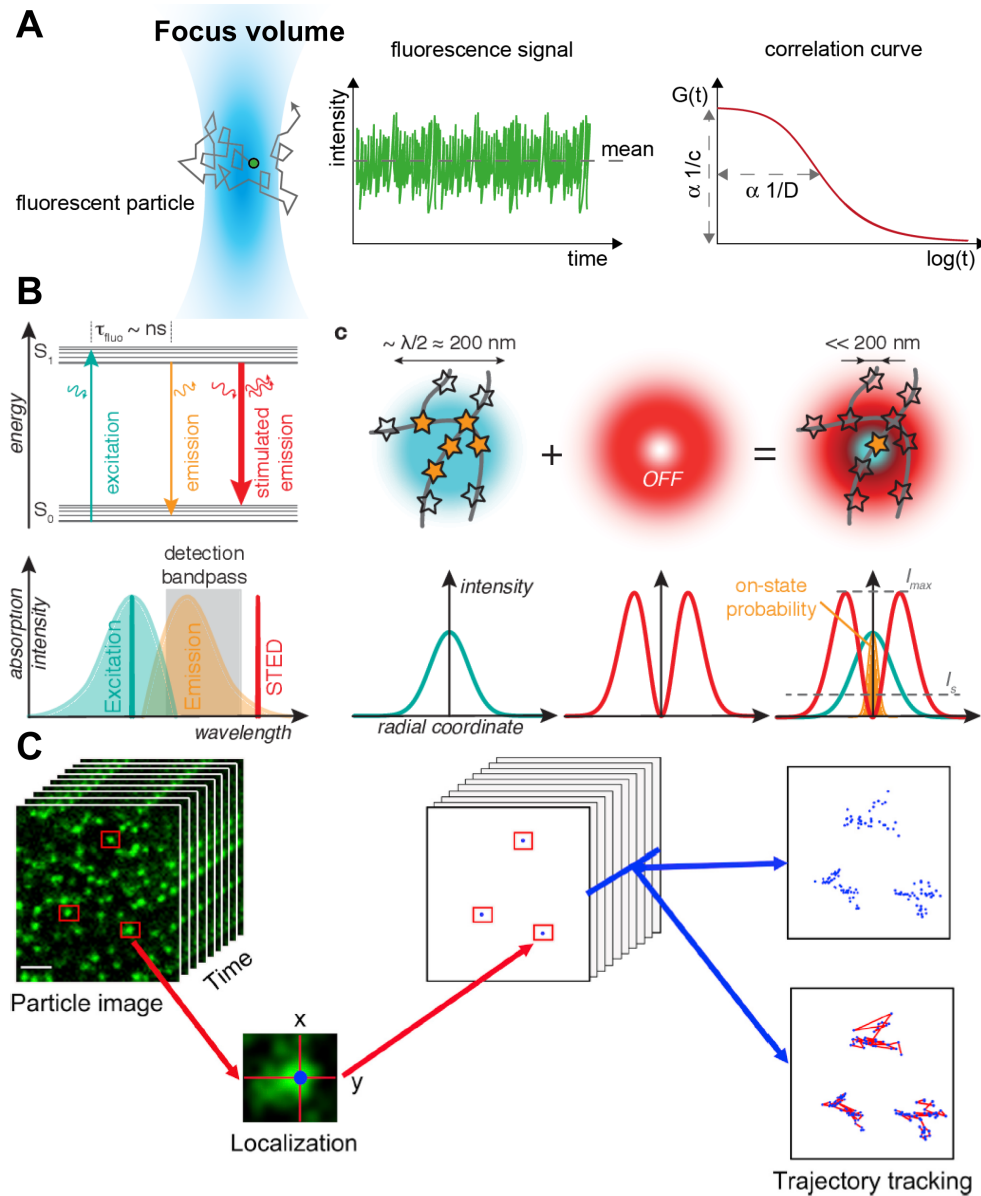 A
Focus volume
fluorescent particle
fluorescence signal
intensity
mean
time
correlation curve
G(t)
α 1/c
α 1/D
log(t)
B
τfluo ~ ns
S1
S0
energy
excitation
emission
stimulated
emission
c
~ λ/2 ≈ 200 nm
+
OFF
=
<< 200 nm
detection
bandpass
absorption
intensity
Excitation
Emission
STED
wavelength
intensity
radial coordinate
on-state
probability
Imax
Is
C
Particle image
Time
x
y
Localization
Trajectory tracking